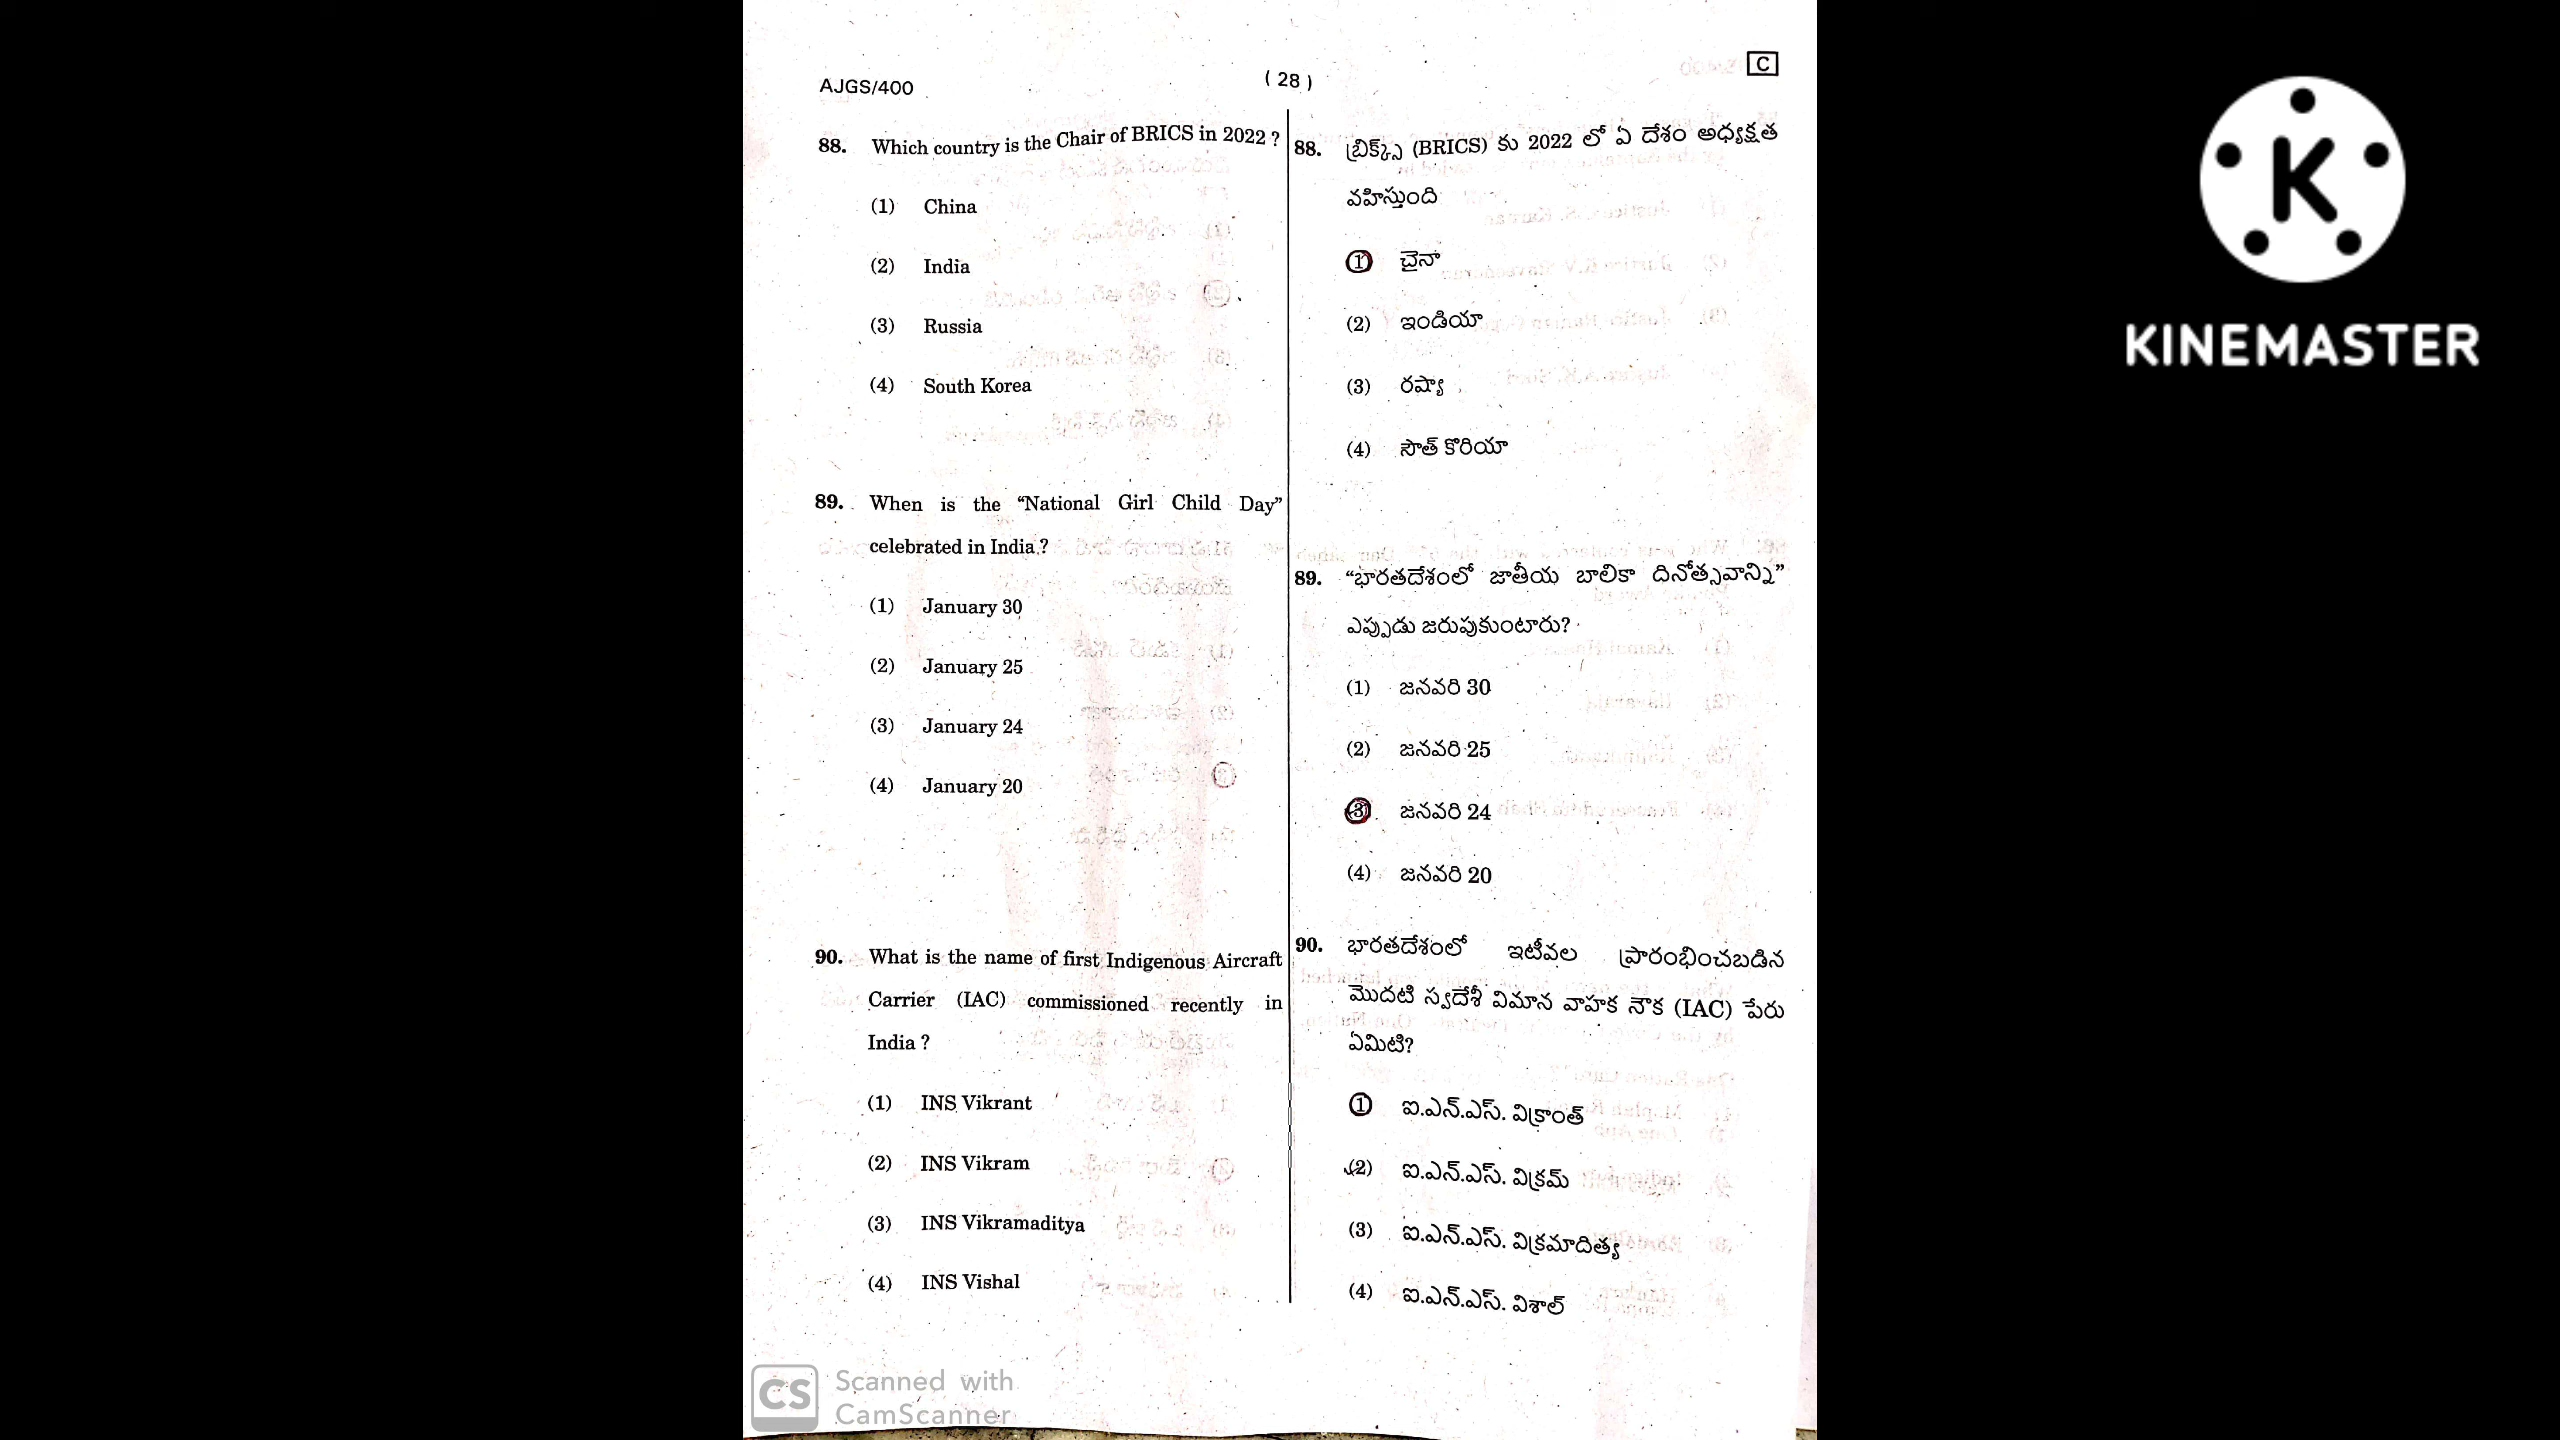 AJGS/400
( 28 )
C
88. Which country is the Chair of BRICS in 2022 ?
(1) China
(2) India
(3) Russia
(4) South Korea
89. When is the “National Girl Child Day”
celebrated in India ?
(1) January 30
(2) January 25
(3) January 24
(4) January 20
90. What is the name of first Indigenous Aircraft
Carrier (IAC) commissioned recently in
India ?
(1) INS Vikrant
(2) INS Vikram
(3) INS Vikramaditya
(4) INS Vishal
88. బ్రిక్స్ (BRICS) కు 2022 లో ఏ దేశం అధ్యక్షత
వహిస్తుంది
(1) చైనా
(2) ఇండియా
(3) రష్యా
(4) సౌత్ కొరియా
89. “భారతదేశంలో జాతీయ బాలికా దినోత్సవాన్ని”
ఎప్పుడు జరుపుకుంటారు?
(1) జనవరి 30
(2) జనవరి 25
(3) జనవరి 24
(4) జనవరి 20
90. భారతదేశంలో ఇటీవల ప్రారంభించబడిన
మొదటి స్వదేశీ విమాన వాహక నౌక (IAC) పేరు
ఏమిటి?
(1) ఐ.ఎన్.ఎస్. విక్రాంత్
(2) ఐ.ఎన్.ఎస్. విక్రమ్
(3) ఐ.ఎన్.ఎస్. విక్రమాదిత్య
(4) ఐ.ఎన్.ఎస్. విశాల్
CS Scanned with
CamScanner
K
KINEMASTER